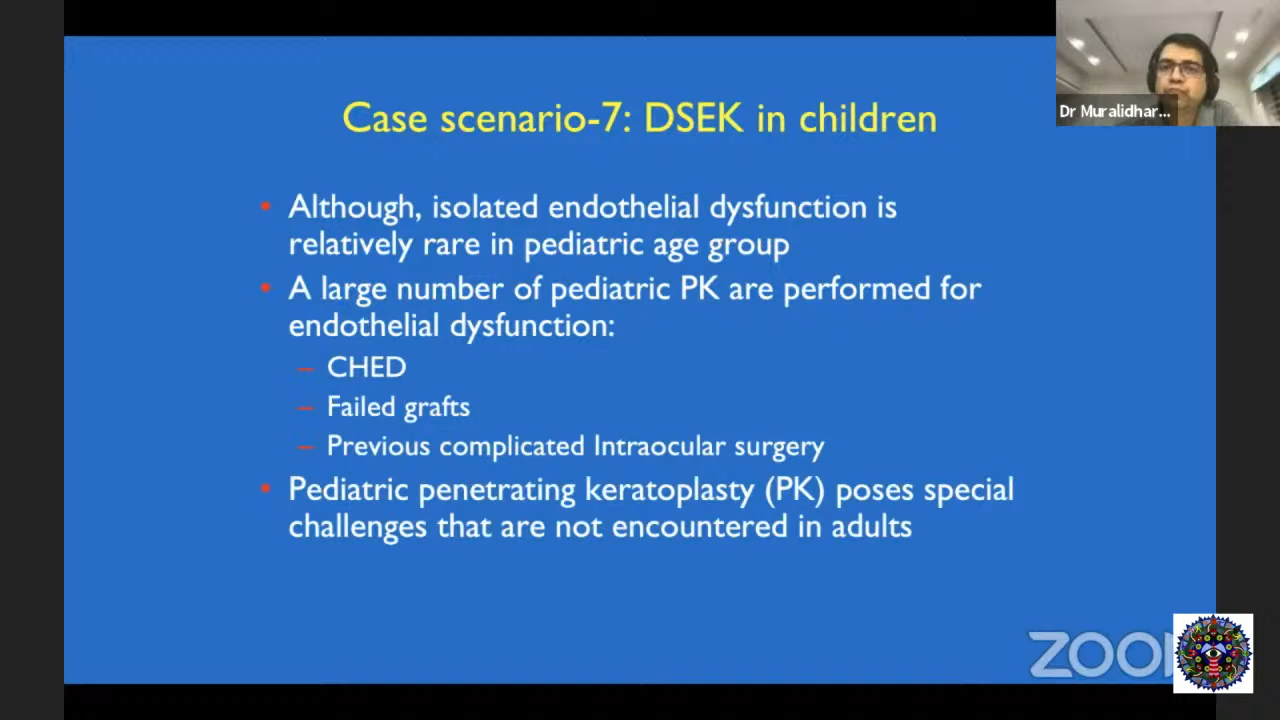 Case scenario-7: DSEK in children
Dr Muralidhar...
• Although, isolated endothelial dysfunction is
relatively rare in pediatric age group
• A large number of pediatric PK are performed for
endothelial dysfunction:
– CHED
– Failed grafts
– Previous complicated Intraocular surgery
• Pediatric penetrating keratoplasty (PK) poses special
challenges that are not encountered in adults
ZOO